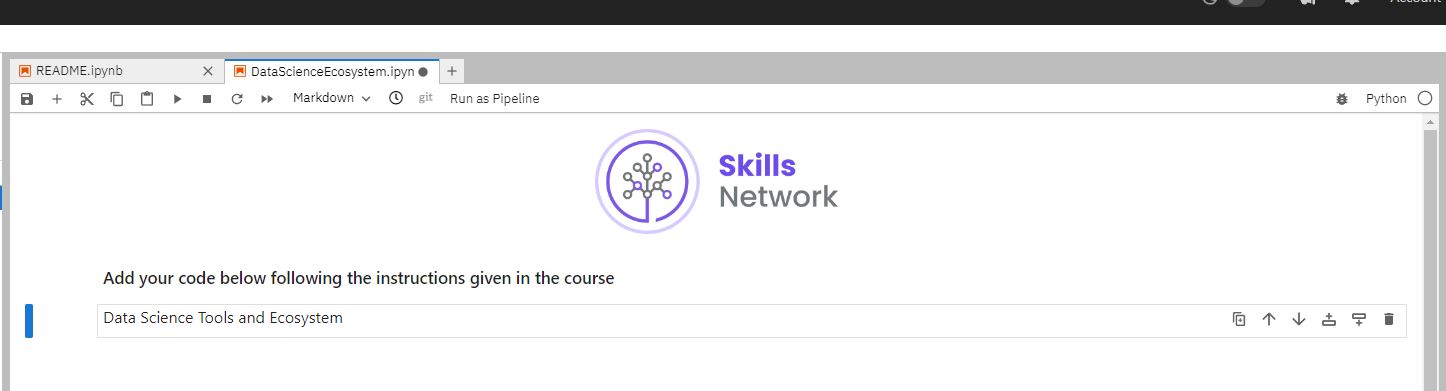 Account
README.ipynb
DataScienceEcosystem.ipyn
Markdown git Run as Pipeline Python
Skills
Network
Add your code below following the instructions given in the course
Data Science Tools and Ecosystem